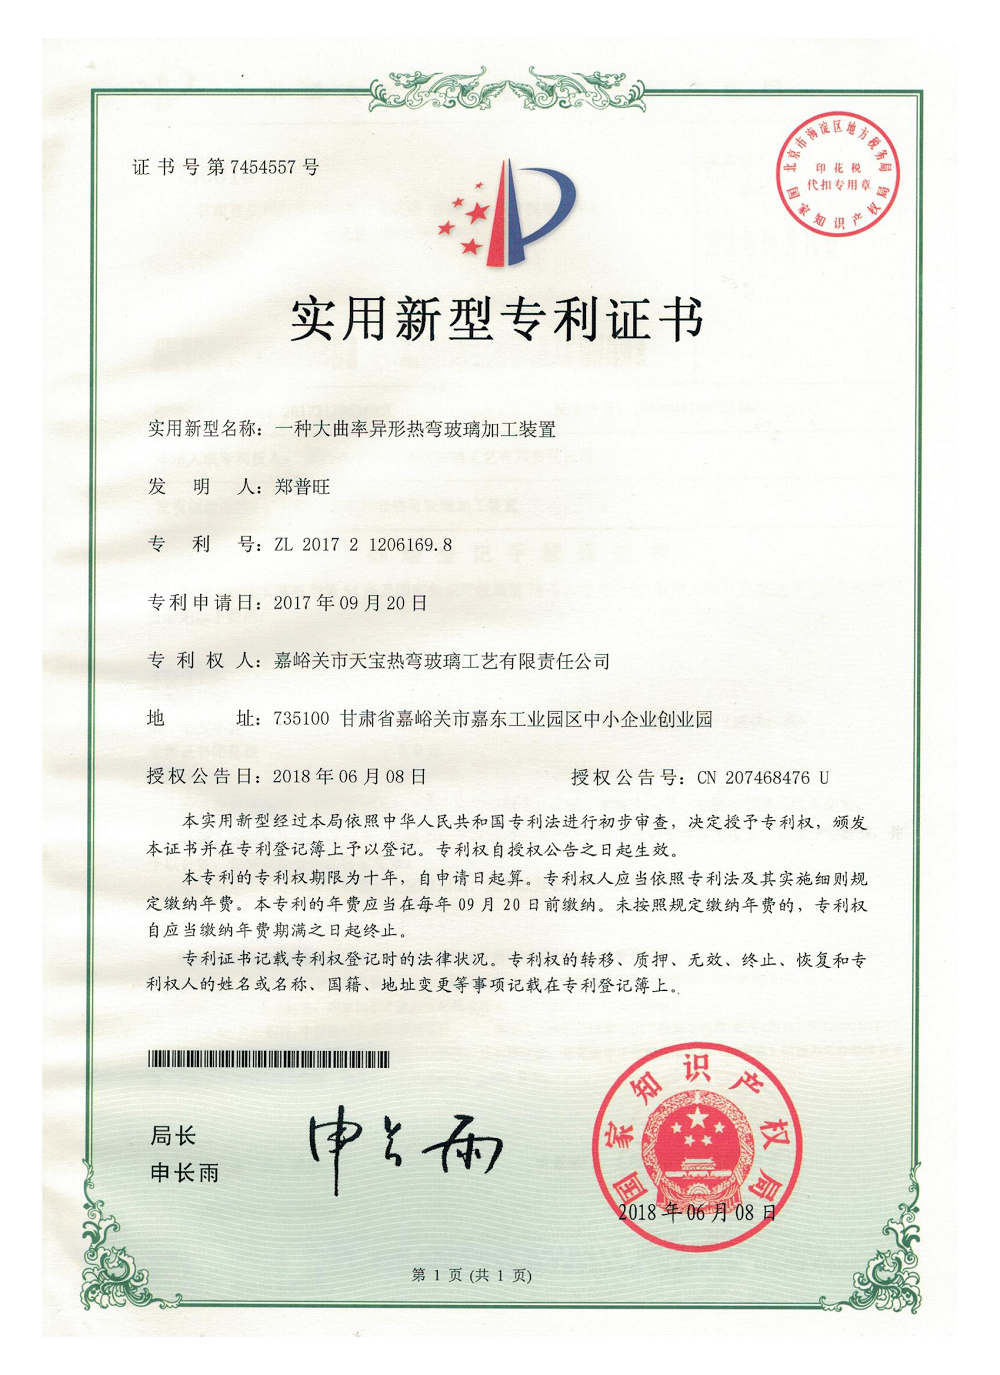 证书号第7454557号
北京市海淀区地方税务局
印花税
代扣专用章
国家知识产权局
实用新型专利证书
实用新型名称：一种大曲率异形热弯玻璃加工装置
发明人：郑普旺
专利号：ZL 2017 2 1206169.8
专利申请日：2017年09月20日
专利权人：嘉峪关市天宝热弯玻璃工艺有限责任公司
地址：735100 甘肃省嘉峪关市嘉东工业园区中小企业创业园
授权公告日：2018年06月08日 授权公告号：CN 207468476 U
本实用新型经过本局依照中华人民共和国专利法进行初步审查，决定授予专利权，颁发
本证书并在专利登记簿上予以登记。专利权自授权公告之日起生效。
本专利的专利权期限为十年，自申请日起算。专利权人应当依照专利法及其实施细则规
定缴纳年费。本专利的年费应当在每年09月20日前缴纳。未按照规定缴纳年费的，专利权
自应当缴纳年费期满之日起终止。
专利证书记载专利权登记时的法律状况。专利权的转移、质押、无效、终止、恢复和专
利权人的姓名或名称、国籍、地址变更等事项记载在专利登记簿上。
局长
申长雨
申长雨
国家知识产权局
2018年06月08日
第1页(共1页)